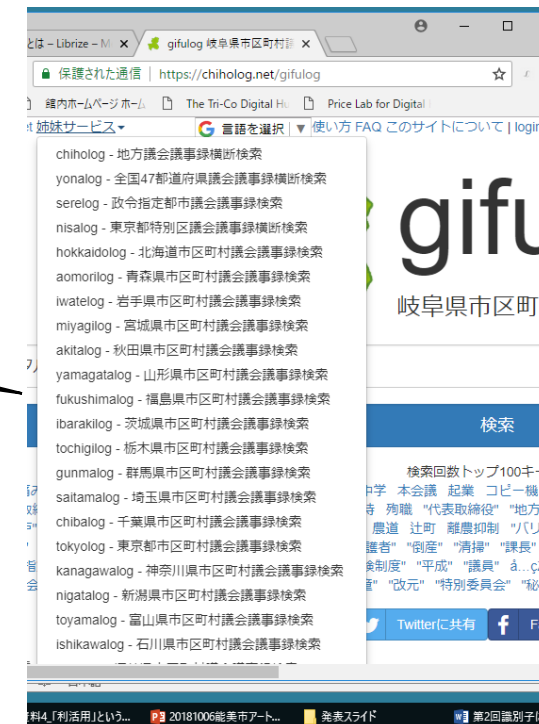 とは – Librize – M
gifulog 岐阜県市区町村議
保護された通信
https://chiholog.net/gifulog
館内ホームページ ホーム
The Tri-Co Digital Hu
Price Lab for Digital
et 姉妹サービス
言語を選択
使い方 FAQ このサイトについて | login
chiholog - 地方議会議事録横断検索
yonalog - 全国47都道府県議会議事録横断検索
serelog - 政令指定都市議会議事録検索
nisalog - 東京都特別区議会議事録横断検索
hokkaidolog - 北海道市区町村議会議事録検索
aomorilog - 青森県市区町村議会議事録検索
iwatelog - 岩手県市区町村議会議事録検索
miyagilog - 宮城県市区町村議会議事録検索
akitalog - 秋田県市区町村議会議事録検索
yamagatalog - 山形県市区町村議会議事録検索
fukushimalog - 福島県市区町村議会議事録検索
ibarakilog - 茨城県市区町村議会議事録検索
tochigilog - 栃木県市区町村議会議事録検索
gunmalog - 群馬県市区町村議会議事録検索
saitamalog - 埼玉県市区町村議会議事録検索
chibalog - 千葉県市区町村議会議事録検索
tokyolog - 東京都市区町村議会議事録検索
kanagawalog - 神奈川県市区町村議会議事録検索
nigatalog - 新潟県市区町村議会議事録検索
toyamalog - 富山県市区町村議会議事録検索
ishikawalog - 石川県市区町村議会議事録検索
gifu
岐阜県市区町
検索
検索回数トップ100キー
中学 本会議 起業 コピー機
殉職 "代表取締役" "地方
農道 辻町 離農抑制 "バリ
護者" "倒産" "清掃" "課長"
険制度" "平成" "議員"
"改元" "特別委員会" "秘
Twitterに共有
F
料4_「利活用」という...
20181006能美市アート...
発表スライド
第2回識別子